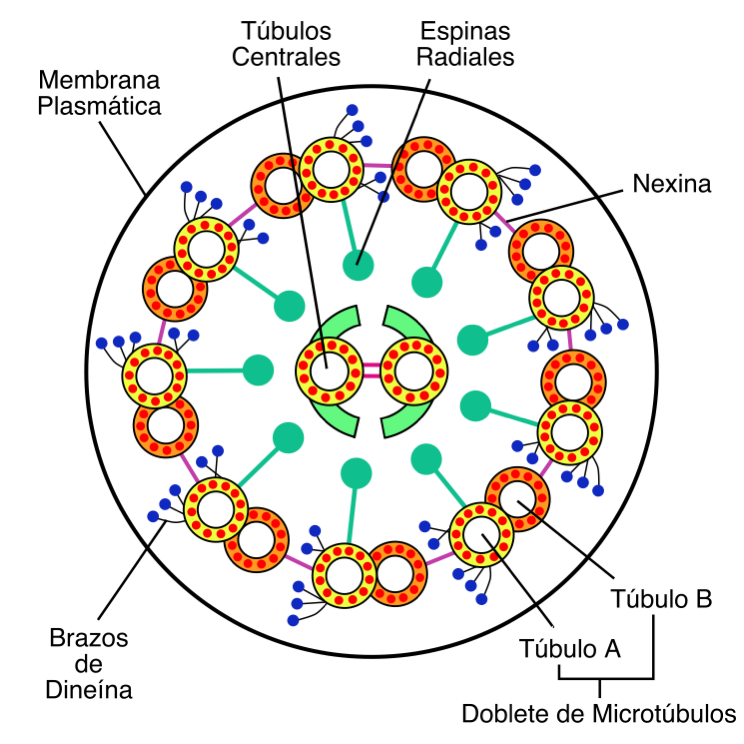 Túbulos
Centrales
Espinas
Radiales
Membrana
Plasmática
Nexina
Brazos
de
Dineína
Túbulo B
Túbulo A
Doblete de Microtúbulos